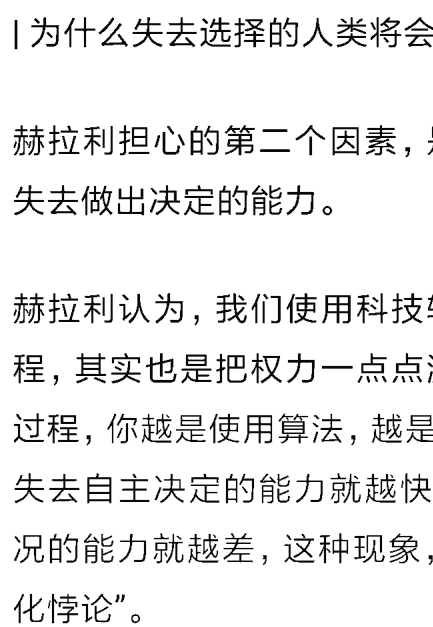 | 为什么失去选择的人类将会
赫拉利担心的第二个因素，
失去做出决定的能力。
赫拉利认为，我们使用科技
程，其实也是把权力一点点
过程，你越是使用算法，越是
失去自主决定的能力就越快
况的能力就越差，这种现象，
化悖论”。